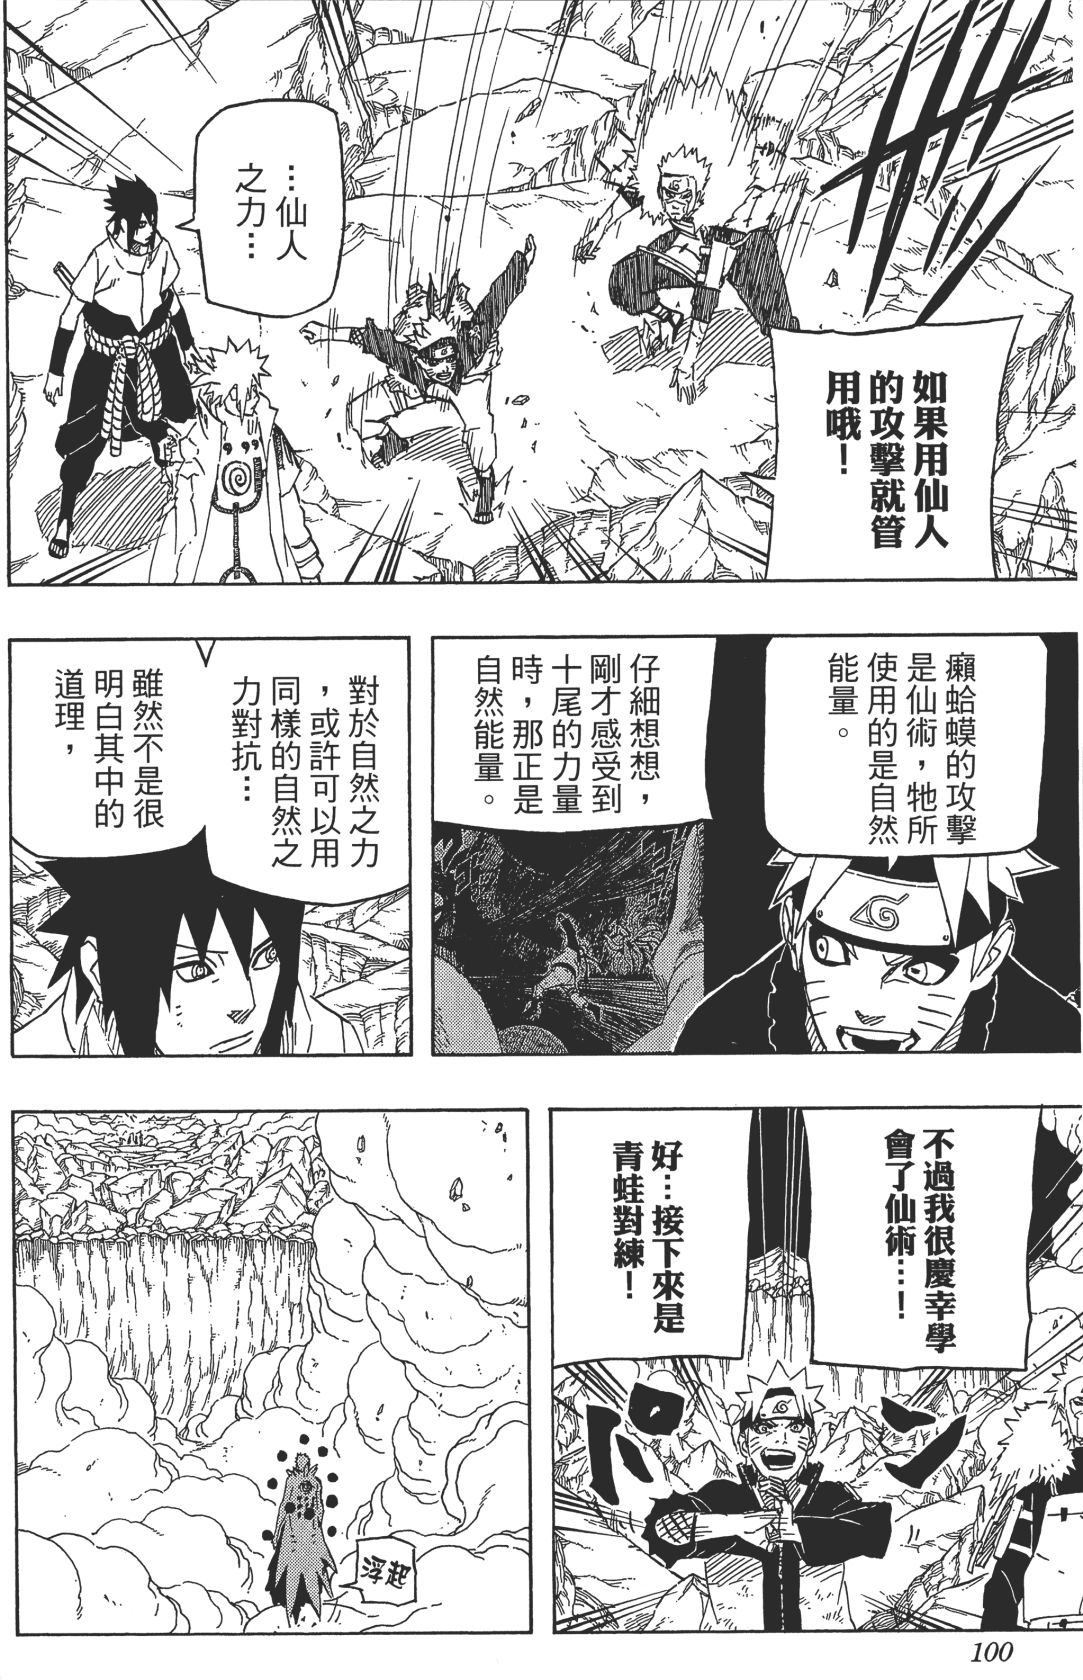 如果用仙人
的攻擊就管
用哦！
…仙人
之力…
癩蛤蟆的攻擊
是仙術，牠所
使用的是自然
能量。
仔細想想，
剛才感受到
十尾的力量
時，那正是
自然能量。
對於自然之力
，或許可以用
同樣的自然之
力對抗…
雖然不是很
明白其中的
道理，
不過我很慶幸學
會了仙術…！
好…接下來是
青蛙對練！
浮起
100